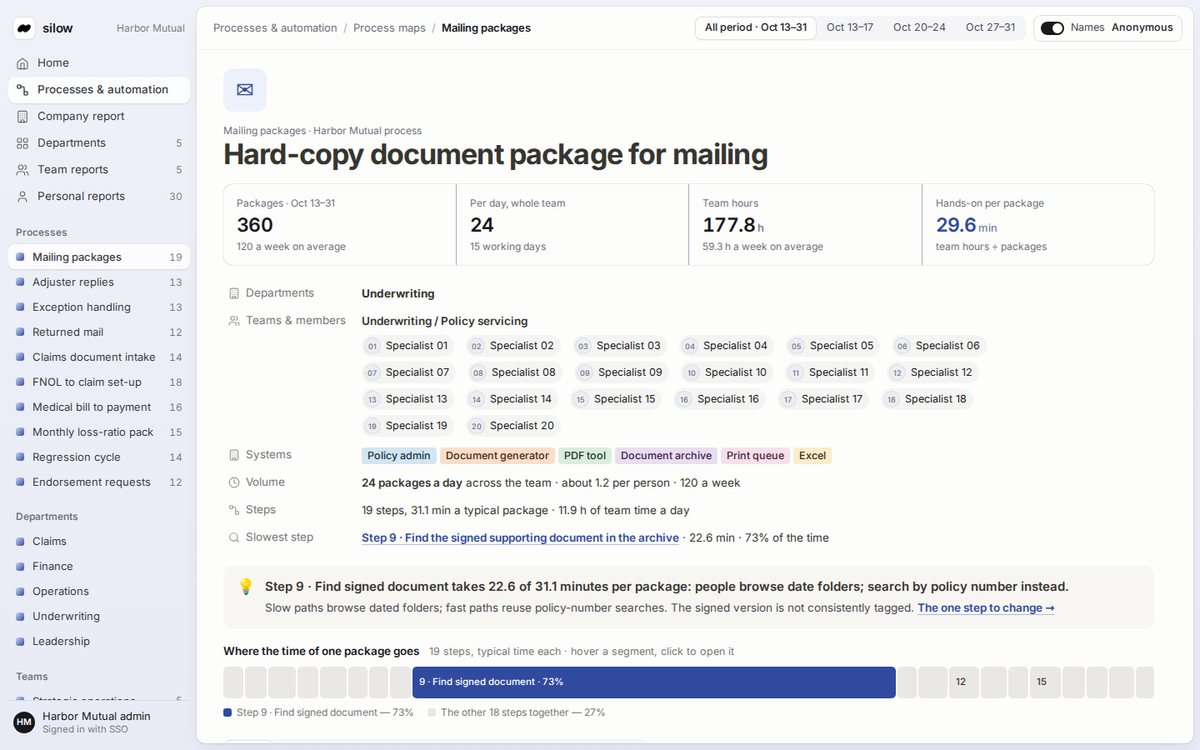 silow Harbor Mutual
Home
Processes & automation
Company report
Departments 5
Team reports 5
Personal reports 30
Processes
Mailing packages 19
Adjuster replies 13
Exception handling 13
Returned mail 12
Claims document intake 14
FNOL to claim set-up 18
Medical bill to payment 16
Monthly loss-ratio pack 15
Regression cycle 14
Endorsement requests 12
Departments
Claims
Finance
Operations
Underwriting
Leadership
Teams
HM Harbor Mutual admin
Signed in with SSO
Processes & automation / Process maps / Mailing packages
All period · Oct 13–31 Oct 13–17 Oct 20–24 Oct 27–31 Names Anonymous
Mailing packages · Harbor Mutual process
Hard-copy document package for mailing
Packages · Oct 13–31
360
120 a week on average
Per day, whole team
24
15 working days
Team hours
177.8 h
59.3 h a week on average
Hands-on per package
29.6 min
team hours ÷ packages
Departments Underwriting
Teams & members Underwriting / Policy servicing
01 Specialist 01 02 Specialist 02 03 Specialist 03 04 Specialist 04 05 Specialist 05 06 Specialist 06
07 Specialist 07 08 Specialist 08 09 Specialist 09 10 Specialist 10 11 Specialist 11 12 Specialist 12
13 Specialist 13 14 Specialist 14 15 Specialist 15 16 Specialist 16 17 Specialist 17 18 Specialist 18
19 Specialist 19 20 Specialist 20
Systems Policy admin Document generator PDF tool Document archive Print queue Excel
Volume 24 packages a day across the team · about 1.2 per person · 120 a week
Steps 19 steps, 31.1 min a typical package · 11.9 h of team time a day
Slowest step Step 9 · Find the signed supporting document in the archive · 22.6 min · 73% of the time
Step 9 · Find signed document takes 22.6 of 31.1 minutes per package: people browse date folders; search by policy number instead.
Slow paths browse dated folders; fast paths reuse policy-number searches. The signed version is not consistently tagged. The one step to change →
Where the time of one package goes 19 steps, typical time each · hover a segment, click to open it
9 · Find signed document · 73% 12 15
Step 9 · Find signed document — 73% The other 18 steps together — 27%